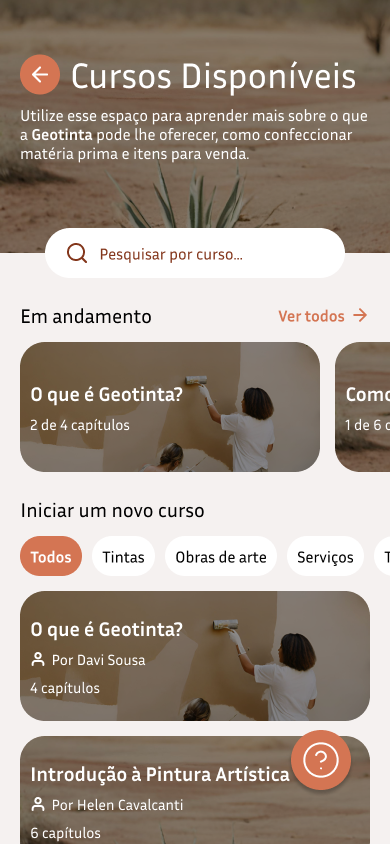 Cursos Disponíveis
Utilize esse espaço para aprender mais sobre o que
a Geotinta pode lhe oferecer, como confeccionar
matéria prima e itens para venda.
Pesquisar por curso...
Em andamento
Ver todos
O que é Geotinta?
2 de 4 capítulos
Como
1 de 6 c
Iniciar um novo curso
Todos
Tintas
Obras de arte
Serviços
T
O que é Geotinta?
Por Davi Sousa
4 capítulos
Introdução à Pintura Artística
Por Helen Cavalcanti
6 capítulos
?